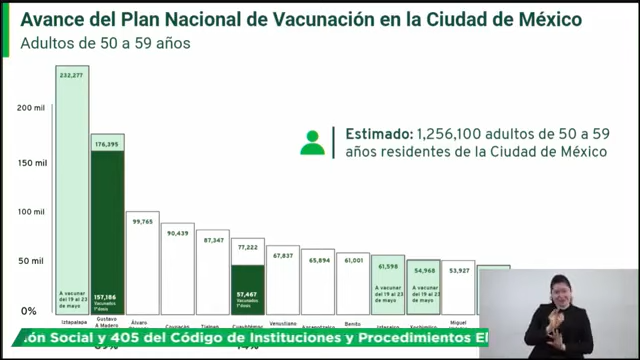 Avance del Plan Nacional de Vacunación en la Ciudad de México
Adultos de 50 a 59 años
Estimado: 1,256,100 adultos de 50 a 59
años residentes de la Ciudad de México
200 mil
150 mil
100 mil
50 mil
0%
232,277
176,395
99,765
90,439
87,347
77,222
67,837
65,894
61,001
61,598
54,968
53,927
A vacunar
del 19 al 23
de mayo
157,186
Vacunados
1ª dosis
57,467
Vacunados
1ª dosis
A vacunar
del 19 al 23
de mayo
A vacunar
del 19 al 23
de mayo
Iztapalapa
Gustavo
A Madero
Álvaro
Coyoacán
Tlalpan
Cuauhtémoc
Venustiano
Azcapotzalco
Benito
Xochimilco
Miguel
ón Social y 405 del Código de Instituciones y Procedimientos El